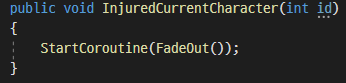 public void InjuredCurrentCharacter(int id)
{
    StartCoroutine(FadeOut());
}